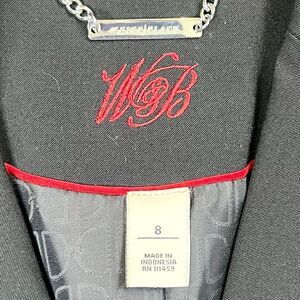 W&B
8
MADE IN
INDONESIA
RN 111459